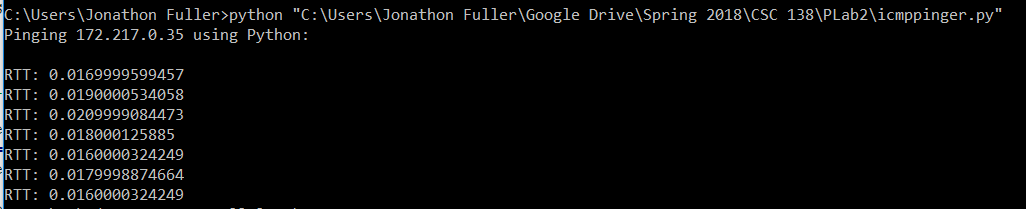 C:\Users\Jonathon Fuller>python "C:\Users\Jonathon Fuller\Google Drive\Spring 2018\CSC 138\PLab2\icmppinger.py"
Pinging 172.217.0.35 using Python:
RTT: 0.0169999599457
RTT: 0.0190000534058
RTT: 0.0209999084473
RTT: 0.018000125885
RTT: 0.0160000324249
RTT: 0.0179998874664
RTT: 0.0160000324249